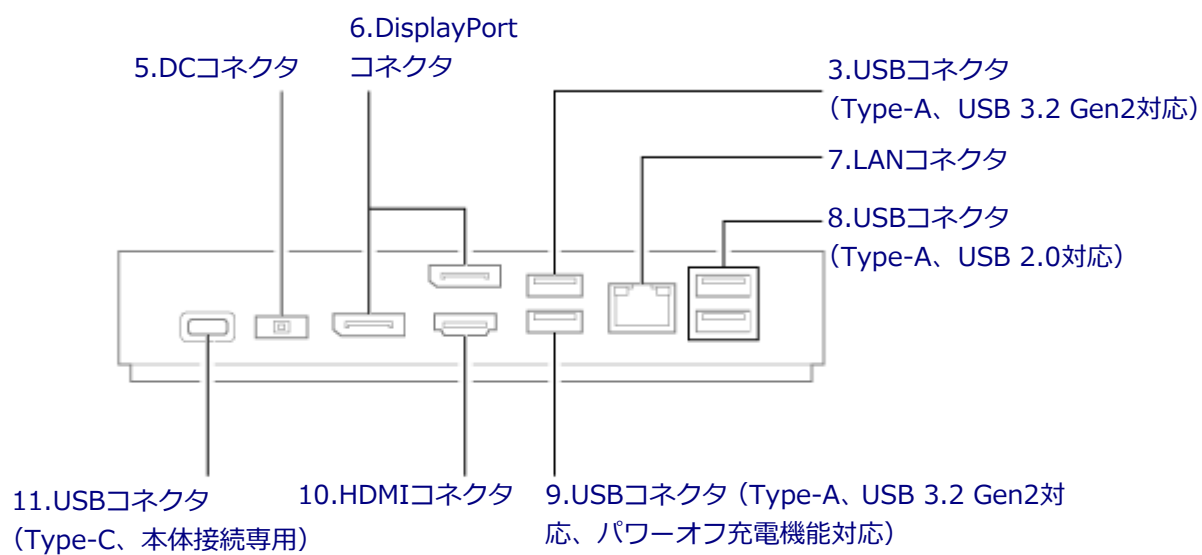 6.DisplayPort
コネクタ
5.DCコネクタ
3.USBコネクタ
（Type-A、USB 3.2 Gen2対応）
7.LANコネクタ
8.USBコネクタ
（Type-A、USB 2.0対応）
11.USBコネクタ
（Type-C、本体接続専用）
10.HDMIコネクタ
9.USBコネクタ（Type-A、USB 3.2 Gen2対
応、パワーオフ充電機能対応）